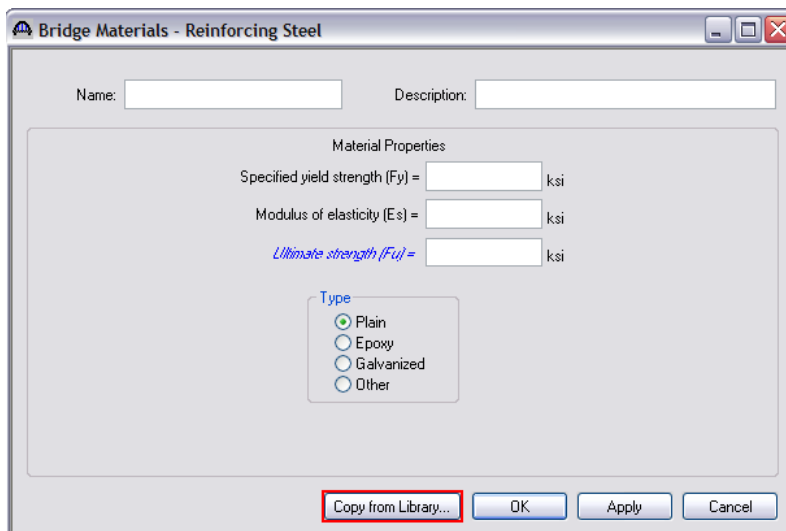 Bridge Materials - Reinforcing Steel
Name: Description:
Material Properties
Specified yield strength (Fy) = ksi
Modulus of elasticity (Es) = ksi
Ultimate strength (Fu) = ksi
Type
Plain
Epoxy
Galvanized
Other
Copy from Library... OK Apply Cancel